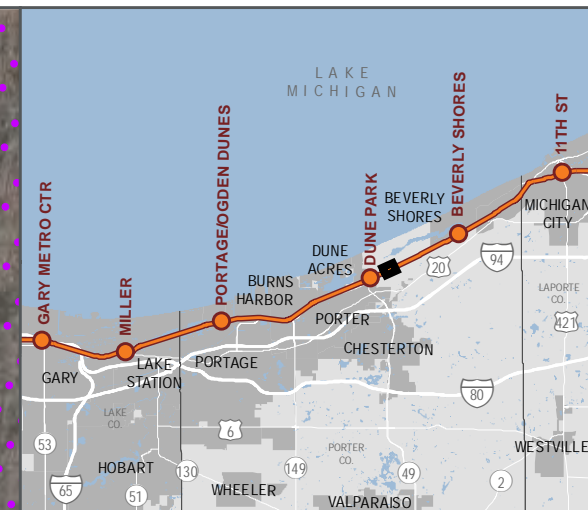 LAKE
MICHIGAN
11TH ST
BEVERLY SHORES
PORTAGE/OGDEN DUNES
DUNE PARK
GARY METRO CTR
MILLER
BEVERLY
SHORES
MICHIGAN
CITY
DUNE
ACRES
20
94
BURNS
HARBOR
LAPORTE
CO.
PORTER
421
CHESTERTON
LAKE
STATION
PORTAGE
GARY
80
LAKE
CO.
6
53
PORTER
CO.
WESTVILLE
HOBART
130
149
49
2
65
51
WHEELER
VALPARAISO